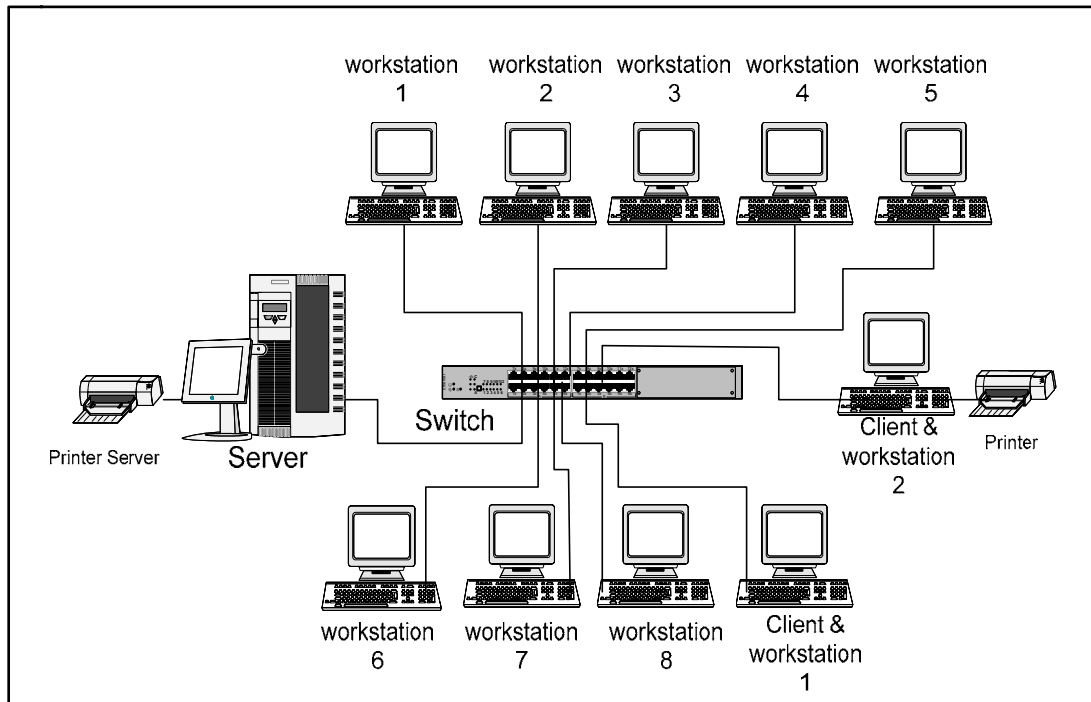 workstation
1
workstation
2
workstation
3
workstation
4
workstation
5
Switch
Printer Server
Server
Client &
workstation
2
Printer
workstation
6
workstation
7
workstation
8
Client &
workstation
1